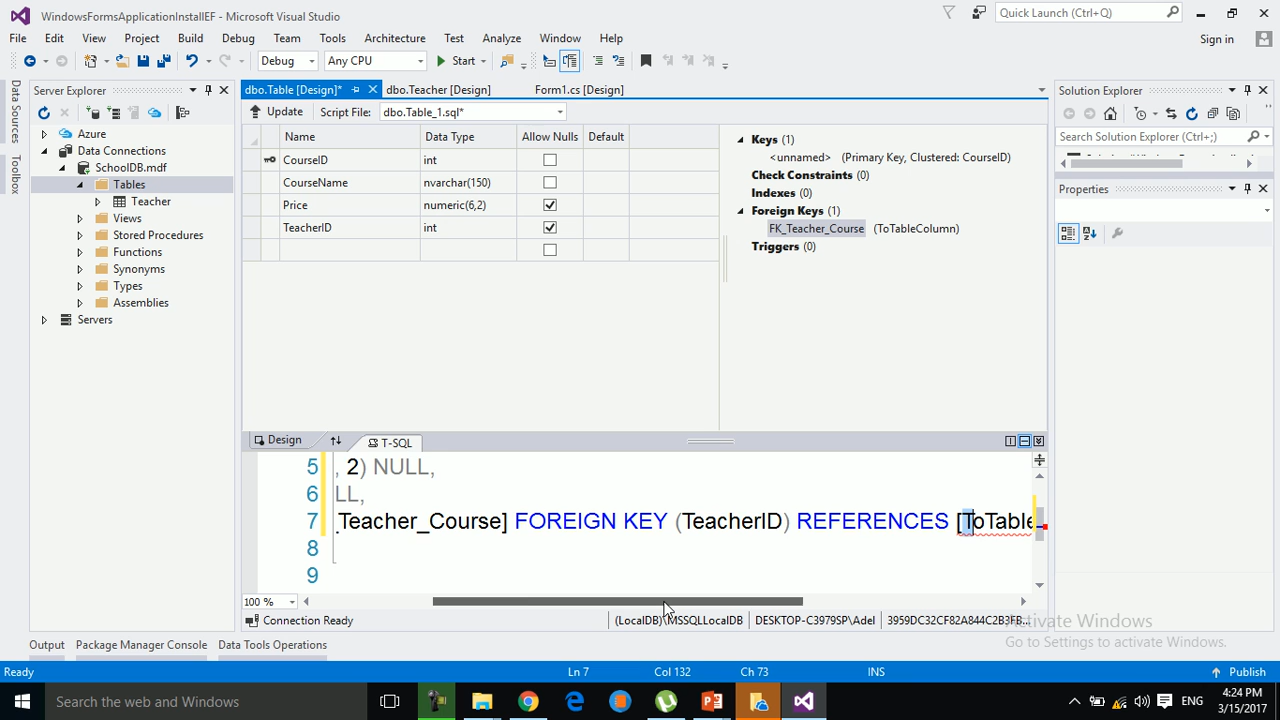 WindowsFormsApplicationInstallEF - Microsoft Visual Studio
Quick Launch (Ctrl+Q)
File Edit View Project Build Debug Team Tools Architecture Test Analyze Window Help
Sign in
Debug Any CPU Start
Data Sources
Toolbox
Server Explorer
Azure
Data Connections
SchoolDB.mdf
Tables
Teacher
Views
Stored Procedures
Functions
Synonyms
Types
Assemblies
Servers
dbo.Table [Design]* dbo.Teacher [Design] Form1.cs [Design]
Update Script File: dbo.Table_1.sql*
Name Data Type Allow Nulls Default
CourseID int
CourseName nvarchar(150)
Price numeric(6,2)
TeacherID int
Keys (1)
<unnamed> (Primary Key, Clustered: CourseID)
Check Constraints (0)
Indexes (0)
Foreign Keys (1)
FK_Teacher_Course (ToTableColumn)
Triggers (0)
Design T-SQL
5 , 2) NULL,
6 LL,
7 Teacher_Course] FOREIGN KEY (TeacherID) REFERENCES [ToTable
8
9
100 %
Connection Ready (LocalDB)\MSSQLLocalDB DESKTOP-C3979SP\Adel 3959DC32CF82A844C2B3FB...
Solution Explorer
Search Solution Explorer (Ctrl+;)
Properties
Activate Windows
Go to Settings to activate Windows.
Output Package Manager Console Data Tools Operations
Ready Ln 7 Col 132 Ch 73 INS Publish
Search the web and Windows
ENG
4:24 PM
3/15/2017